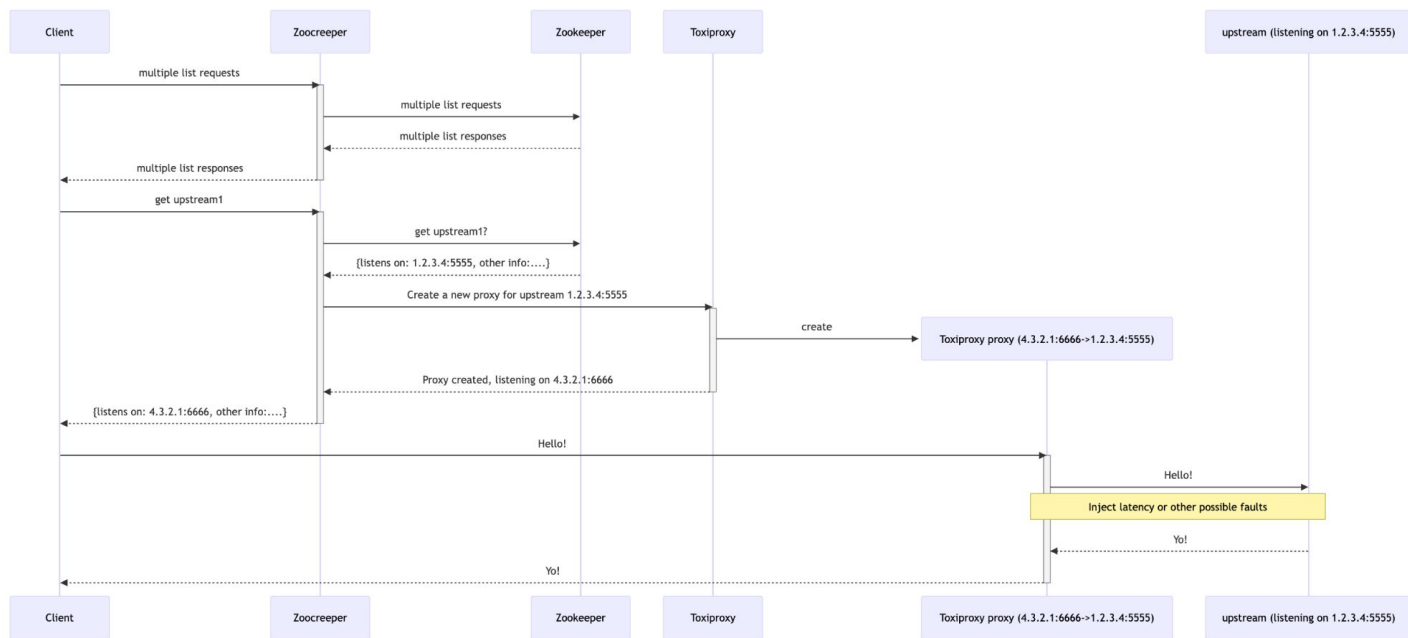 Client
Zoocreeper
Zookeeper
Toxiproxy
upstream (listening on 1.2.3.4:5555)
multiple list requests
multiple list requests
multiple list responses
multiple list responses
get upstream1
get upstream1?
{listens on: 1.2.3.4:5555, other info:....}
Create a new proxy for upstream 1.2.3.4:5555
create
Toxiproxy proxy (4.3.2.1:6666->1.2.3.4:5555)
Proxy created, listening on 4.3.2.1:6666
{listens on: 4.3.2.1:6666, other info:....}
Hello!
Hello!
Inject latency or other possible faults
Yo!
Yo!
Client
Zoocreeper
Zookeeper
Toxiproxy
Toxiproxy proxy (4.3.2.1:6666->1.2.3.4:5555)
upstream (listening on 1.2.3.4:5555)